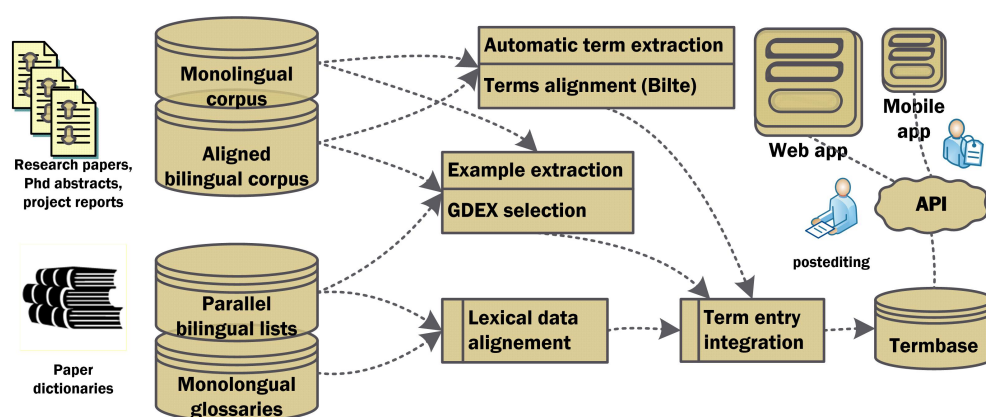 Research papers,
Phd abstracts,
project reports
Paper
dictionaries
Monolingual
corpus
Aligned
bilingual corpus
Parallel
bilingual lists
Monolongual
glossaries
Automatic term extraction
Terms alignment (Bilte)
Example extraction
GDEX selection
Lexical data
alignement
Term entry
integration
Web app
Mobile
app
API
postediting
Termbase